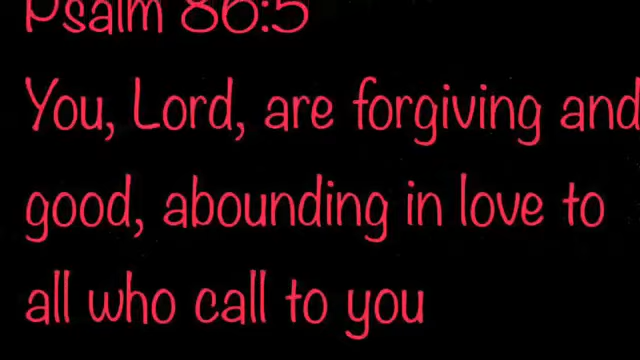 Psalm 86:5
You, Lord, are forgiving and
good, abounding in love to
all who call to you